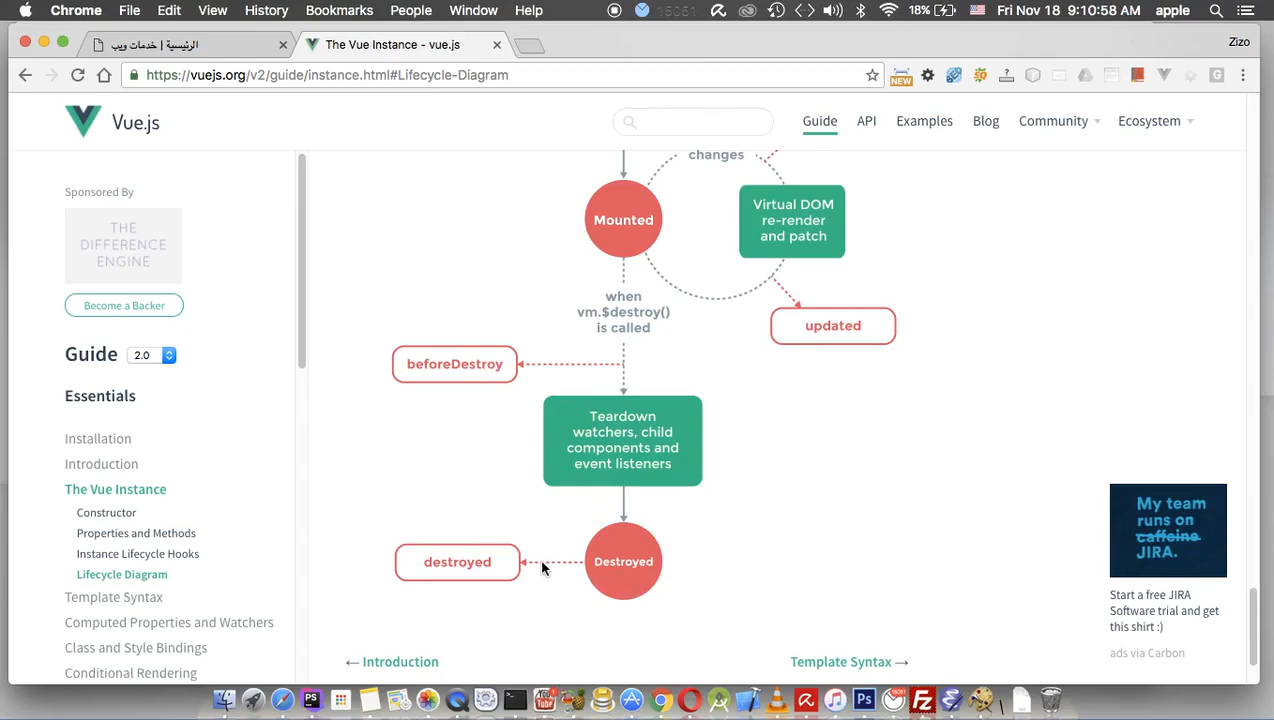 Chrome File Edit View History Bookmarks People Window Help 15051 18% Fri Nov 18 9:10:58 AM apple
الرئيسية | خدمات ويب
The Vue Instance - vue.js
Zizo
https://vuejs.org/v2/guide/instance.html#Lifecycle-Diagram
NEW
Vue.js
Guide API Examples Blog Community Ecosystem
Sponsored By
THE
DIFFERENCE
ENGINE
Become a Backer
Guide 2.0
Essentials
Installation
Introduction
The Vue Instance
Constructor
Properties and Methods
Instance Lifecycle Hooks
Lifecycle Diagram
Template Syntax
Computed Properties and Watchers
Class and Style Bindings
Conditional Rendering
changes
Mounted
Virtual DOM
re-render
and patch
when
vm.$destroy()
is called
updated
beforeDestroy
Teardown
watchers, child
components and
event listeners
destroyed
Destroyed
← Introduction
Template Syntax →
My team
runs on
caffeine
JIRA.
Start a free JIRA
Software trial and get
this shirt :)
ads via Carbon